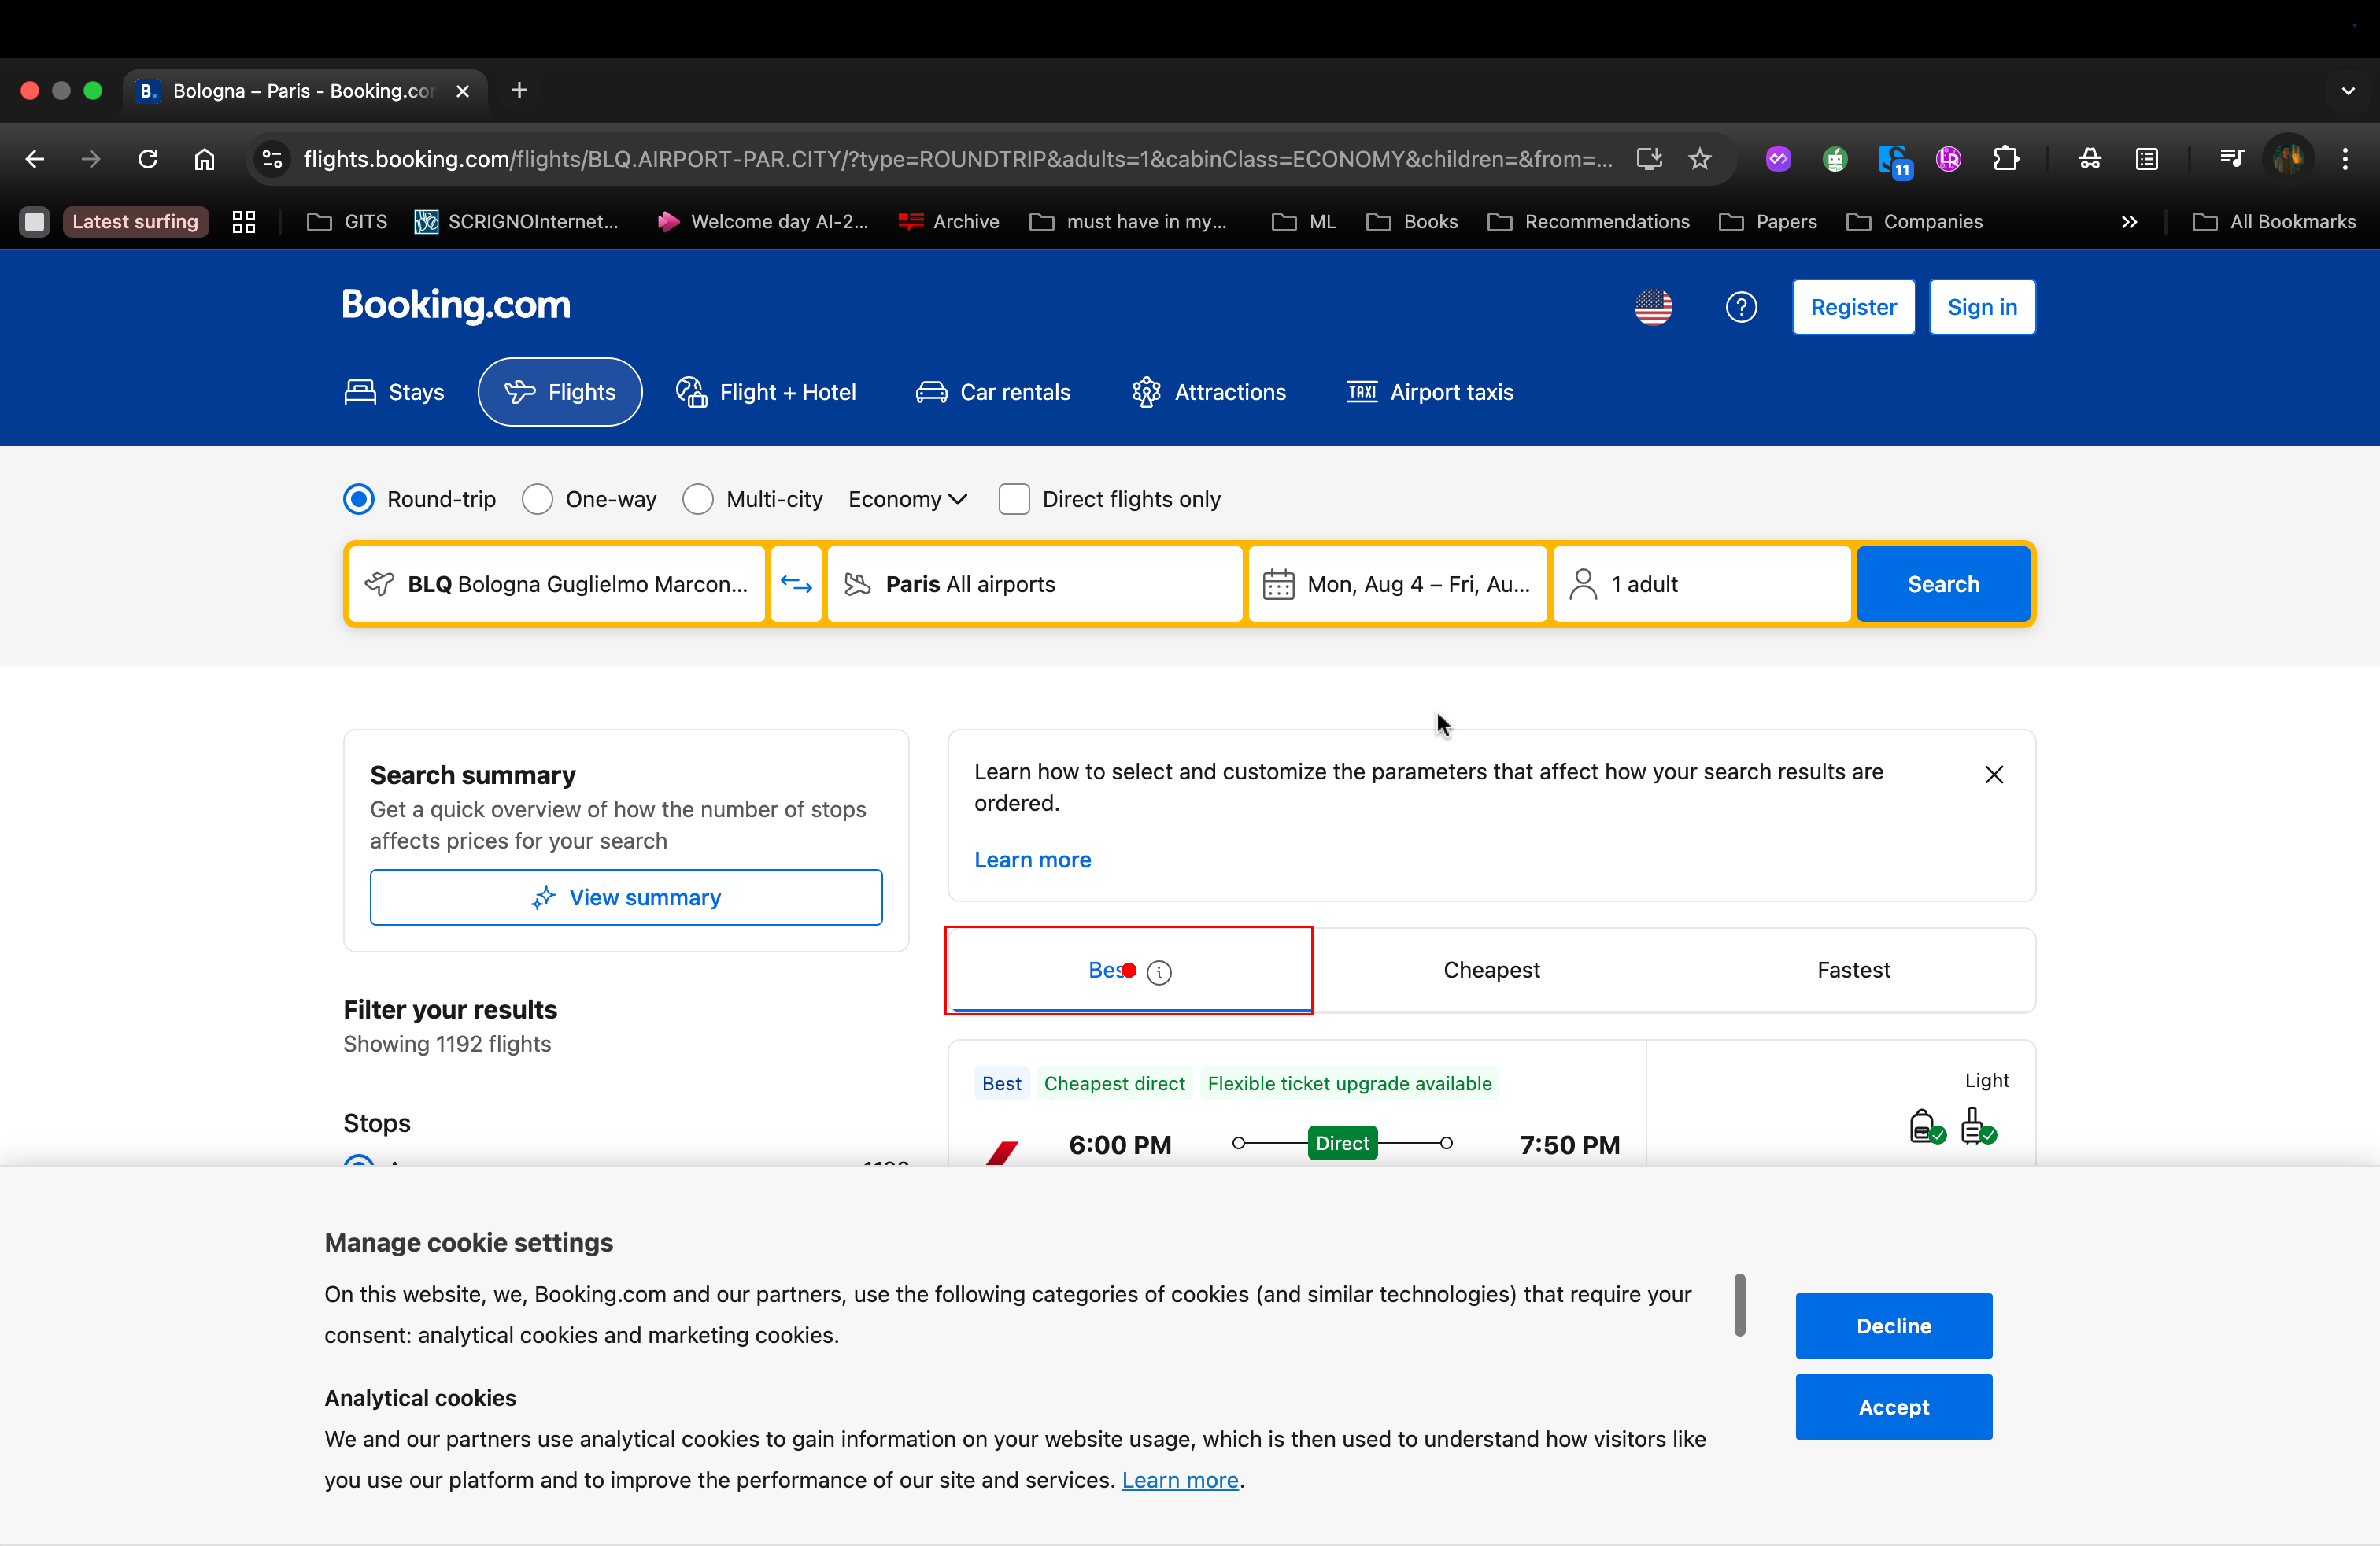 Bologna – Paris - Booking.cor
flights.booking.com/flights/BLQ.AIRPORT-PAR.CITY/?type=ROUNDTRIP&adults=1&cabinClass=ECONOMY&children=&from=...
11
Latest surfing
GITS
SCRIGNOInternet...
Welcome day AI-2...
Archive
must have in my...
ML
Books
Recommendations
Papers
Companies
All Bookmarks
Booking.com
Register
Sign in
Stays
Flights
Flight + Hotel
Car rentals
Attractions
TAXI Airport taxis
Round-trip
One-way
Multi-city
Economy
Direct flights only
BLQ Bologna Guglielmo Marcon...
Paris All airports
Mon, Aug 4 – Fri, Au...
1 adult
Search
Search summary
Get a quick overview of how the number of stops
affects prices for your search
View summary
Learn how to select and customize the parameters that affect how your search results are
ordered.
Learn more
Best
Cheapest
Fastest
Filter your results
Showing 1192 flights
Stops
Best
Cheapest direct
Flexible ticket upgrade available
Light
6:00 PM
Direct
7:50 PM
Manage cookie settings
On this website, we, Booking.com and our partners, use the following categories of cookies (and similar technologies) that require your
consent: analytical cookies and marketing cookies.
Analytical cookies
We and our partners use analytical cookies to gain information on your website usage, which is then used to understand how visitors like
you use our platform and to improve the performance of our site and services. Learn more.
Decline
Accept